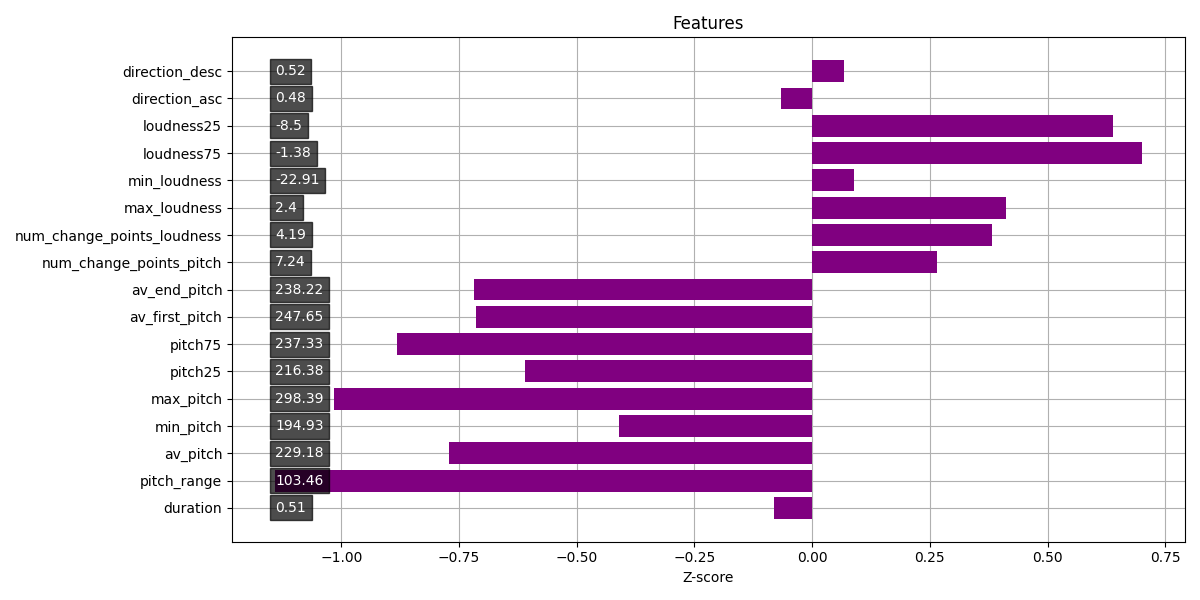 Features
direction_desc 0.52
direction_asc 0.48
loudness25 -8.5
loudness75 -1.38
min_loudness -22.91
max_loudness 2.4
num_change_points_loudness 4.19
num_change_points_pitch 7.24
av_end_pitch 238.22
av_first_pitch 247.65
pitch75 237.33
pitch25 216.38
max_pitch 298.39
min_pitch 194.93
av_pitch 229.18
pitch_range 103.46
duration 0.51
−1.00 −0.75 −0.50 −0.25 0.00 0.25 0.50 0.75
Z-score